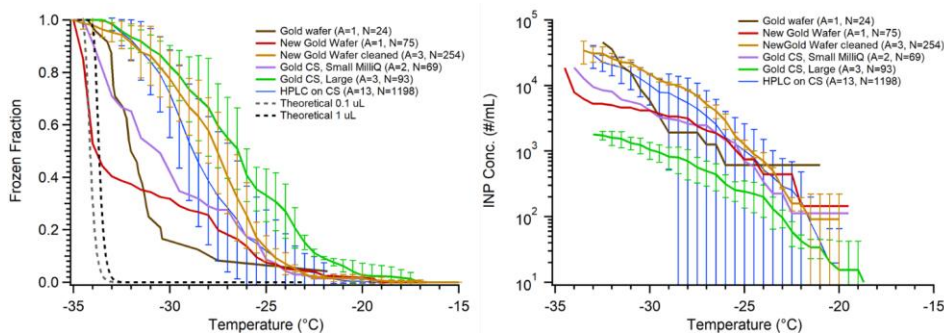 1.0
0.8
0.6
0.4
0.2
0.0
Frozen Fraction
-35
-30
-25
-20
-15
Temperature (°C)
Gold wafer (A=1, N=24)
New Gold Wafer (A=1, N=75)
New Gold Wafer cleaned (A=3, N=254)
Gold CS, Small MilliQ (A=2, N=69)
Gold CS, Large (A=3, N=93)
HPLC on CS (A=13, N=1198)
Theoretical 0.1 uL
Theoretical 1 uL
10^5
10^4
10^3
10^2
10^1
INP Conc. (#/mL)
-35
-30
-25
-20
-15
Temperature (°C)
Gold wafer (A=1, N=24)
New Gold Wafer (A=1, N=75)
NewGold Wafer cleaned (A=3, N=254)
Gold CS, Small MilliQ (A=2, N=69)
Gold CS, Large (A=3, N=93)
HPLC on CS (A=13, N=1198)